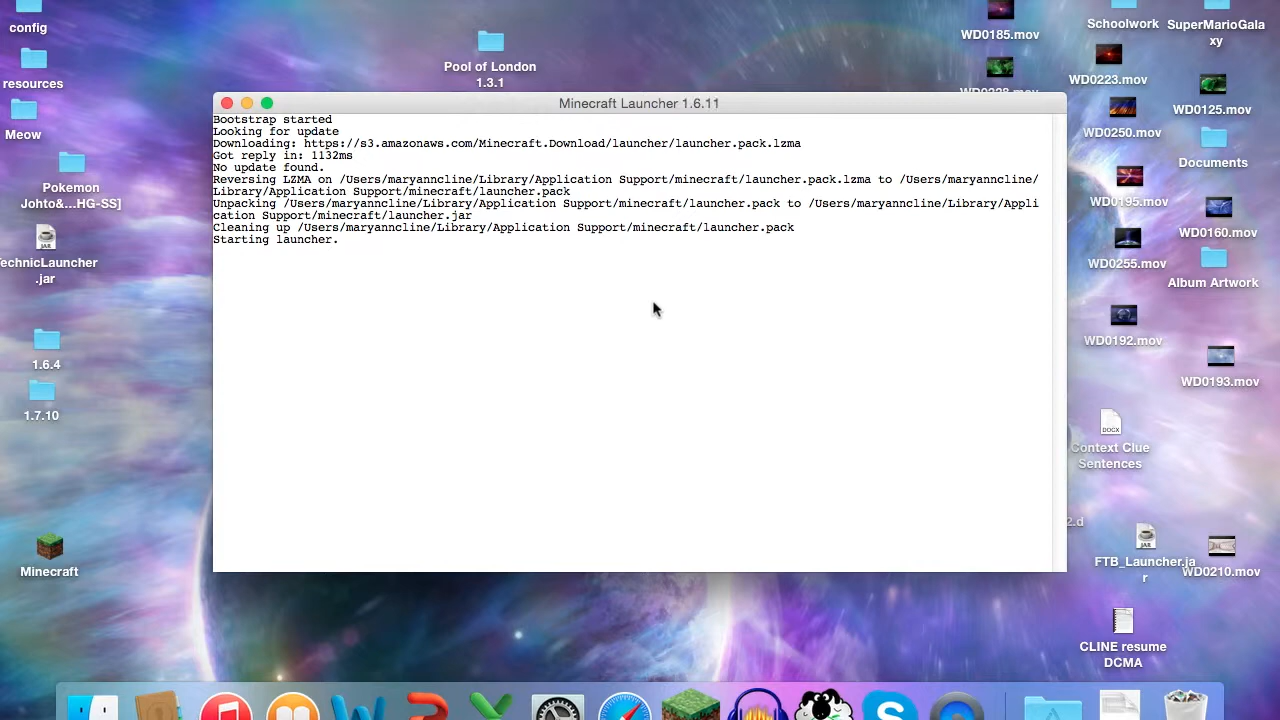 config
resources
Meow
Pokemon
Johto&...HG-SS]
JAR
echnicLauncher
.jar
1.6.4
1.7.10
Minecraft
Pool of London
1.3.1
Minecraft Launcher 1.6.11
Bootstrap started
Looking for update
Downloading: https://s3.amazonaws.com/Minecraft.Download/launcher/launcher.pack.lzma
Got reply in: 1132ms
No update found.
Reversing LZMA on /Users/maryanncline/Library/Application Support/minecraft/launcher.pack.lzma to /Users/maryanncline/
Library/Application Support/minecraft/launcher.pack
Unpacking /Users/maryanncline/Library/Application Support/minecraft/launcher.pack to /Users/maryanncline/Library/Appli
cation Support/minecraft/launcher.jar
Cleaning up /Users/maryanncline/Library/Application Support/minecraft/launcher.pack
Starting launcher.
WD0185.mov
Schoolwork
SuperMarioGala
xy
WD0223.mov
WD0228.mov
WD0125.mov
WD0250.mov
Documents
WD0195.mov
WD0160.mov
WD0255.mov
Album Artwork
WD0192.mov
WD0193.mov
DOCX
Context Clue
Sentences
2.d
JAR
FTB_Launcher.ja
r
WD0210.mov
CLINE resume
DCMA